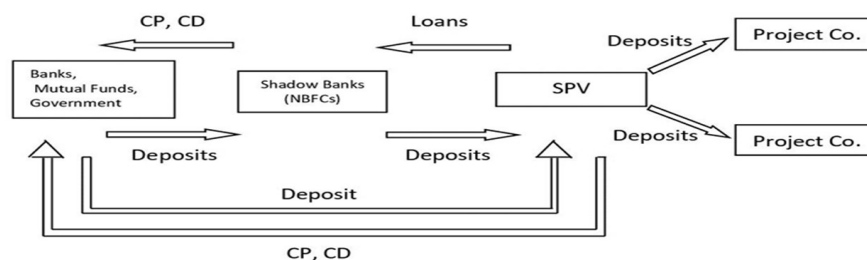 CP, CD
Loans
Deposits
Project Co.
Banks,
Mutual Funds,
Government
Shadow Banks
(NBFCs)
SPV
Deposits
Deposits
Deposits
Project Co.
Deposit
CP, CD